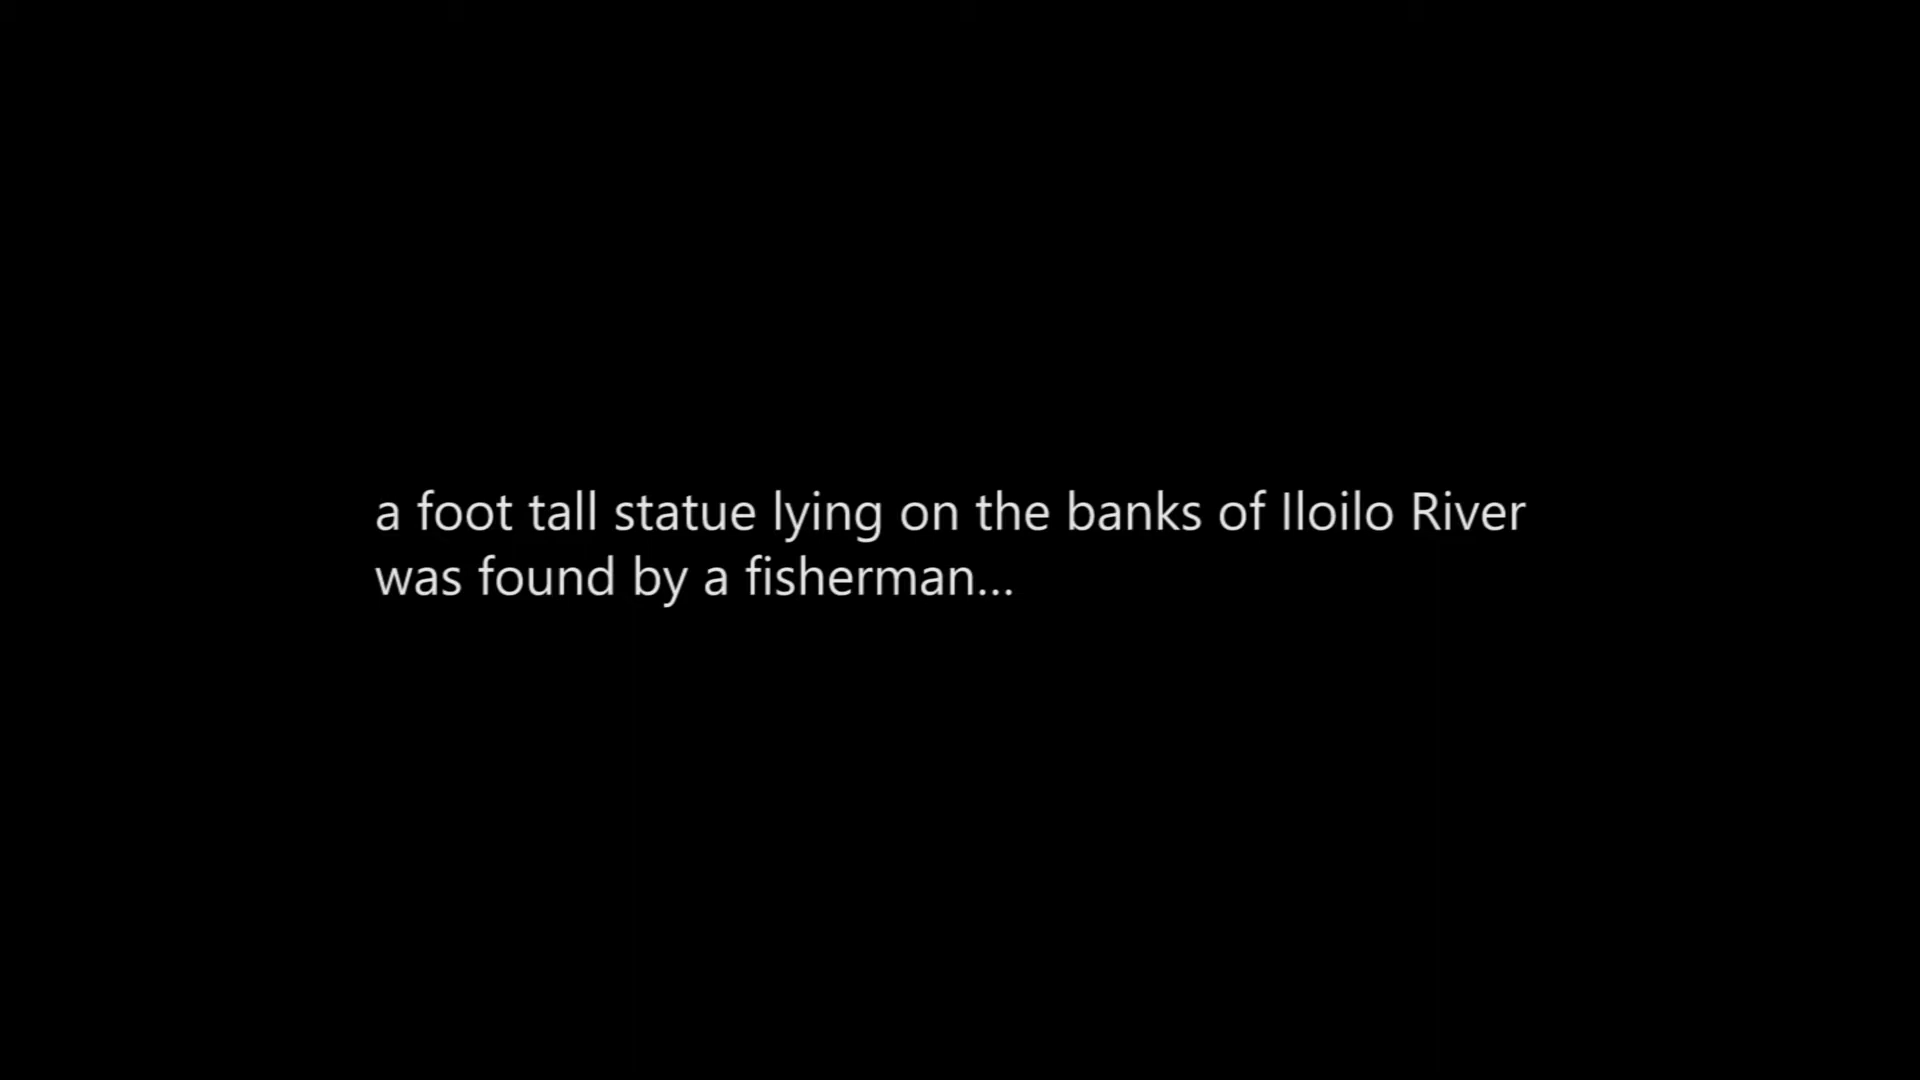 a foot tall statue lying on the banks of Iloilo River
was found by a fisherman...